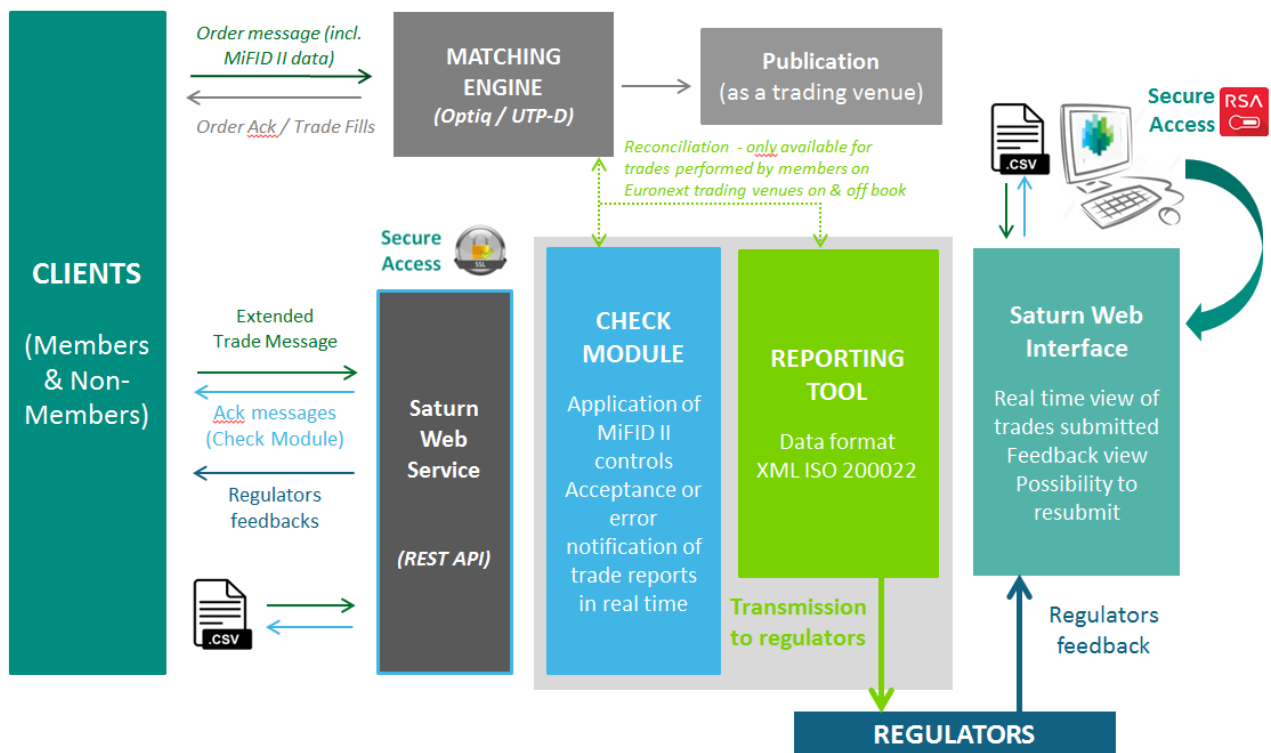 Order message (incl.
MiFID II data)
Order Ack / Trade Fills
MATCHING
ENGINE
(Optiq / UTP-D)
Publication
(as a trading venue)
Secure
Access
RSA
.CSV
Reconciliation - only available for
trades performed by members on
Euronext trading venues on & off book
CLIENTS
(Members
& Non-
Members)
Secure
Access
SSL
Extended
Trade Message
Ack messages
(Check Module)
Regulators
feedbacks
.CSV
Saturn
Web
Service
(REST API)
CHECK
MODULE
Application of
MiFID II
controls
Acceptance or
error
notification of
trade reports
in real time
REPORTING
TOOL
Data format
XML ISO 200022
Transmission
to regulators
Saturn Web
Interface
Real time view of
trades submitted
Feedback view
Possibility to
resubmit
Regulators
feedback
REGULATORS